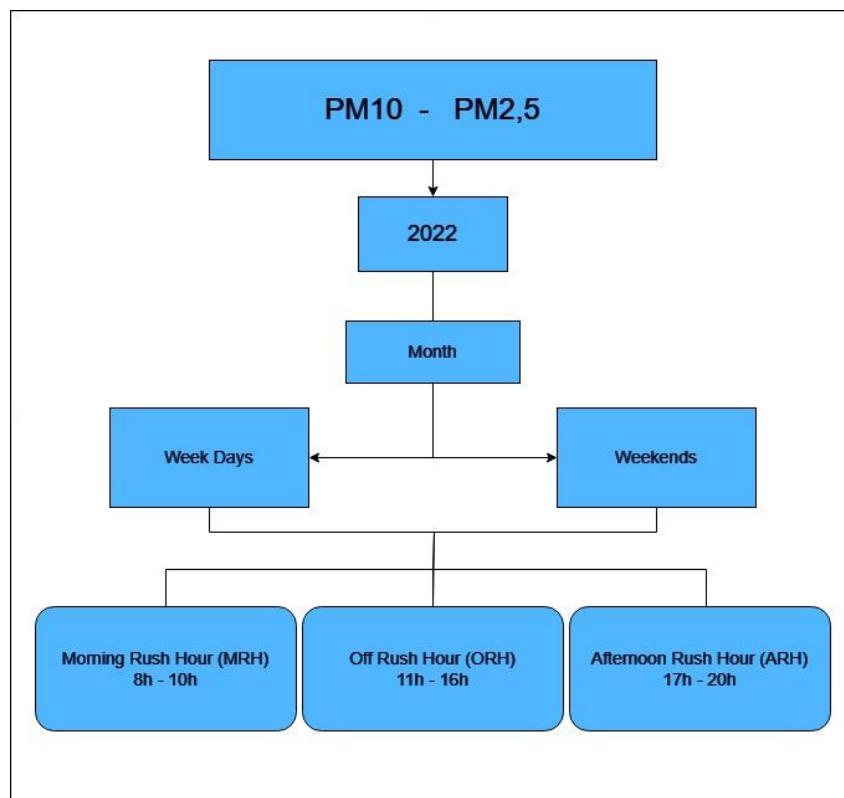 PM10 - PM2,5
2022
Month
Week Days
Weekends
Morning Rush Hour (MRH)
8h - 10h
Off Rush Hour (ORH)
11h - 16h
Afternoon Rush Hour (ARH)
17h - 20h